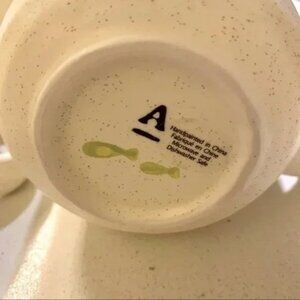 A
Handpainted in China
Fabriqué en Chine
Microwave and
Dishwasher Safe